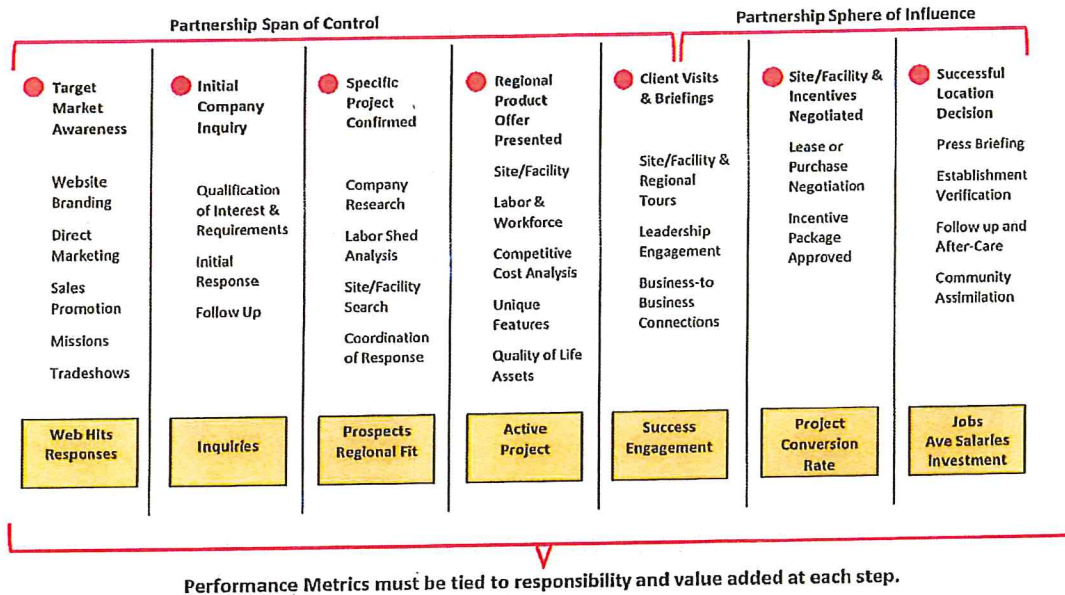 Partnership Span of Control
Partnership Sphere of Influence
Target
Market
Awareness
Website
Branding
Direct
Marketing
Sales
Promotion
Missions
Tradeshows
Web Hits
Responses
Initial
Company
Inquiry
Qualification
of Interest &
Requirements
Initial
Response
Follow Up
Inquiries
Specific
Project
Confirmed
Company
Research
Labor Shed
Analysis
Site/Facility
Search
Coordination
of Response
Prospects
Regional Fit
Regional
Product
Offer
Presented
Site/Facility
Labor &
Workforce
Competitive
Cost Analysis
Unique
Features
Quality of Life
Assets
Active
Project
Client Visits
& Briefings
Site/Facility &
Regional
Tours
Leadership
Engagement
Business-to
Business
Connections
Success
Engagement
Site/Facility &
Incentives
Negotiated
Lease or
Purchase
Negotiation
Incentive
Package
Approved
Project
Conversion
Rate
Successful
Location
Decision
Press Briefing
Establishment
Verification
Follow up and
After-Care
Community
Assimilation
Jobs
Ave Salaries
Investment
Performance Metrics must be tied to responsibility and value added at each step.